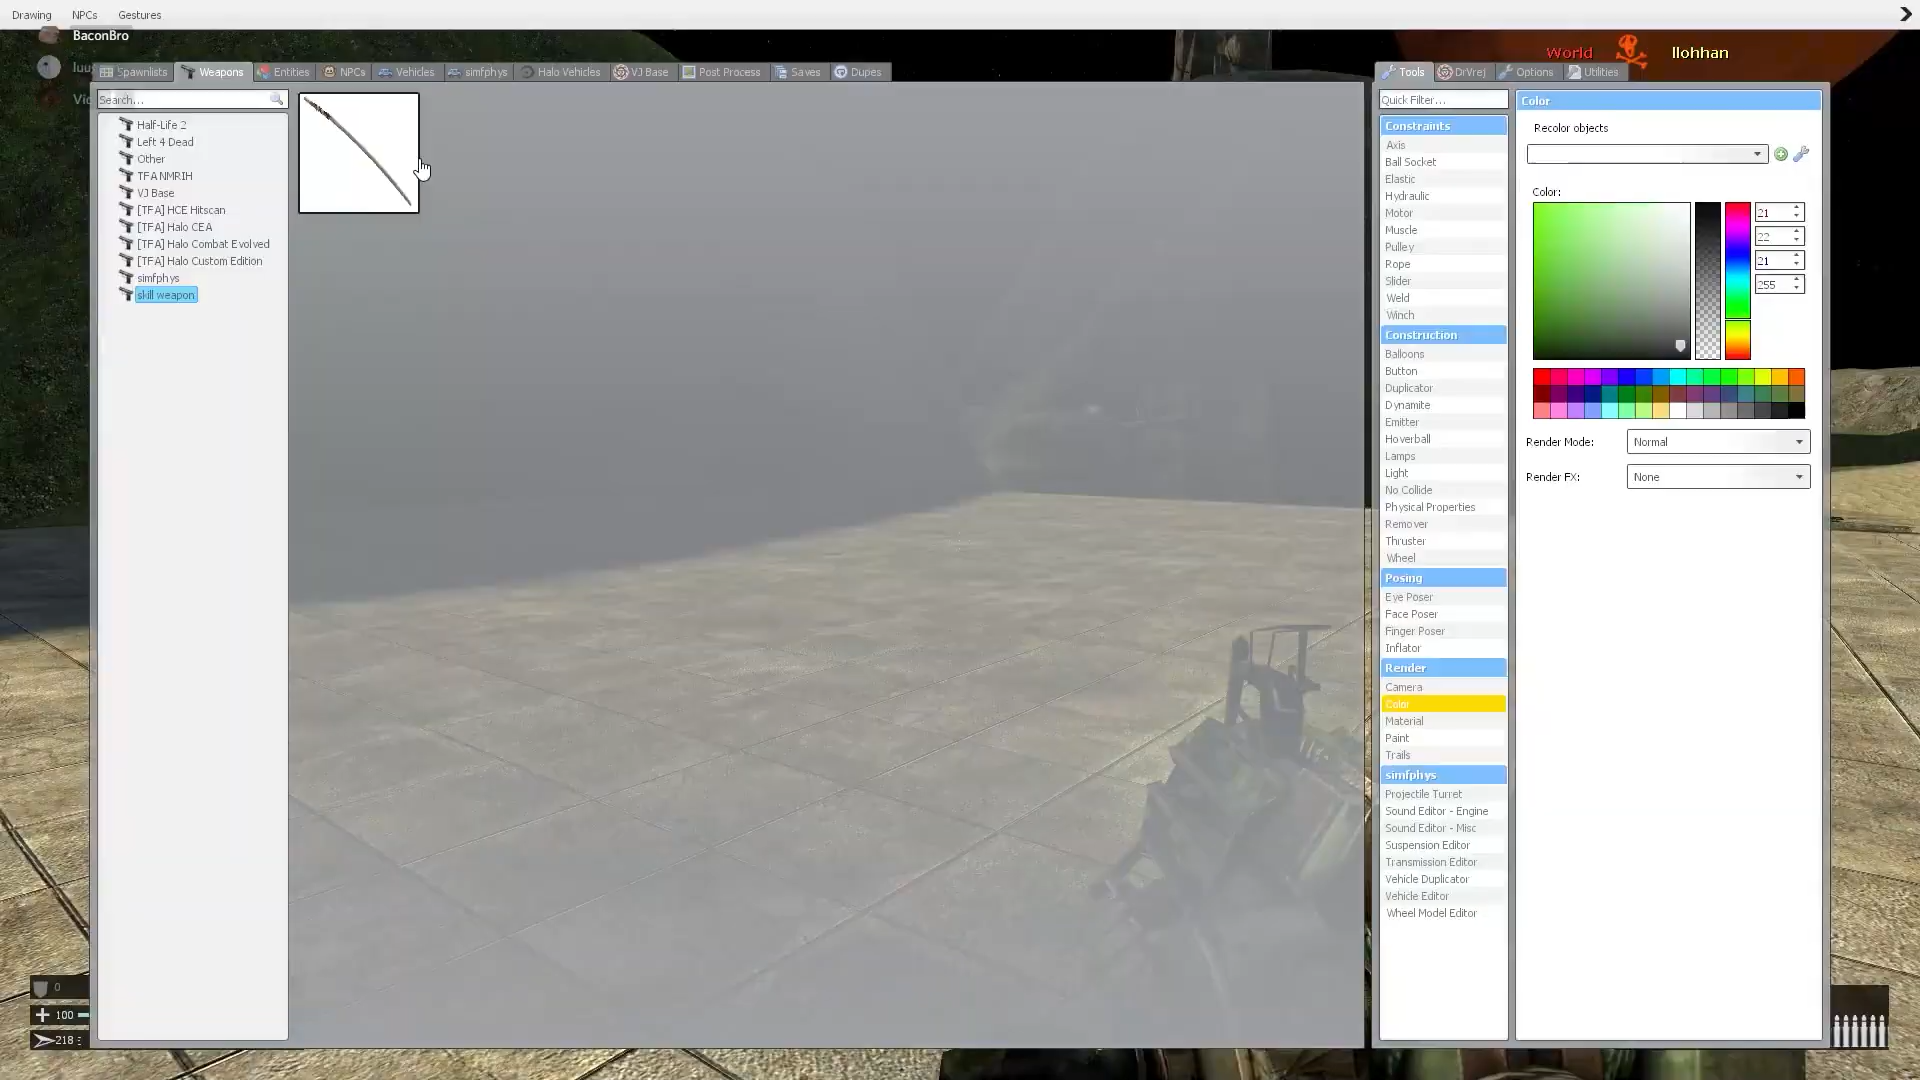 Drawing NPCs Gestures
BaconBro
World llohhan
Spawnlists Weapons Entities NPCs Vehicles simfphys Halo Vehicles VJ Base Post Process Saves Dupes
Tools DrVrej Options Utilities
Search...
Half-Life 2
Left 4 Dead
Other
TFA NMRIH
VJ Base
[TFA] HCE Hitscan
[TFA] Halo CEA
[TFA] Halo Combat Evolved
[TFA] Halo Custom Edition
simfphys
skill weapon
Quick Filter...
Constraints
Axis
Ball Socket
Elastic
Hydraulic
Motor
Muscle
Pulley
Rope
Slider
Weld
Winch
Construction
Balloons
Button
Duplicator
Dynamite
Emitter
Hoverball
Lamps
Light
No Collide
Physical Properties
Remover
Thruster
Wheel
Posing
Eye Poser
Face Poser
Finger Poser
Inflator
Render
Camera
Color
Material
Paint
Trails
simfphys
Projectile Turret
Sound Editor - Engine
Sound Editor - Misc
Suspension Editor
Transmission Editor
Vehicle Duplicator
Vehicle Editor
Wheel Model Editor
Color
Recolor objects
Color:
21
22
21
255
Render Mode: Normal
Render FX: None
0
100
218